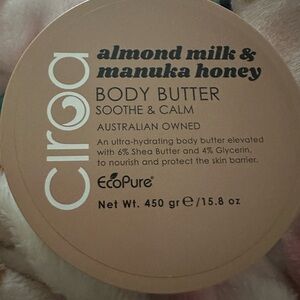 ciroa
almond milk &
manuka honey
BODY BUTTER
SOOTHE & CALM
AUSTRALIAN OWNED
An ultra-hydrating body butter elevated
with 6% Shea Butter and 4% Glycerin,
to nourish and protect the skin barrier.
EcoPure®
Net Wt. 450 gr e / 15.8 oz